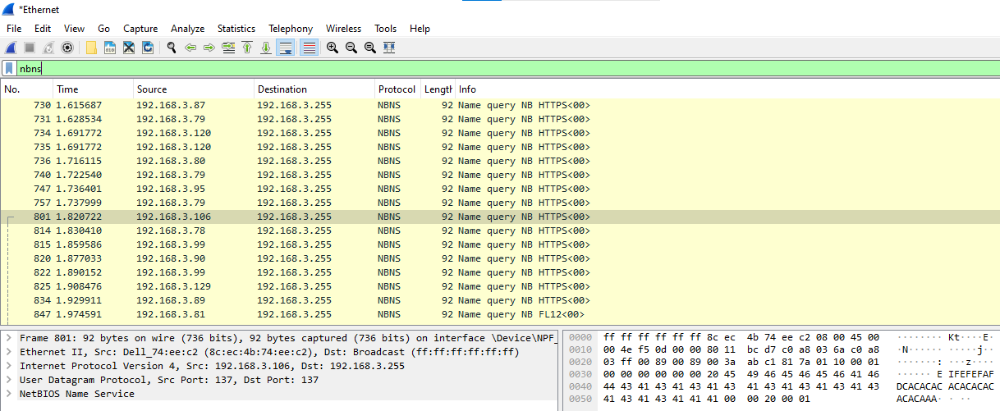 *Ethernet
File Edit View Go Capture Analyze Statistics Telephony Wireless Tools Help
nbns
No. Time Source Destination Protocol Length Info
730 1.615687 192.168.3.87 192.168.3.255 NBNS 92 Name query NB HTTPS<00>
731 1.628534 192.168.3.79 192.168.3.255 NBNS 92 Name query NB HTTPS<00>
734 1.691772 192.168.3.120 192.168.3.255 NBNS 92 Name query NB HTTPS<00>
735 1.691772 192.168.3.120 192.168.3.255 NBNS 92 Name query NB HTTPS<00>
736 1.716115 192.168.3.80 192.168.3.255 NBNS 92 Name query NB HTTPS<00>
740 1.722540 192.168.3.79 192.168.3.255 NBNS 92 Name query NB HTTPS<00>
747 1.736401 192.168.3.95 192.168.3.255 NBNS 92 Name query NB HTTPS<00>
757 1.737999 192.168.3.79 192.168.3.255 NBNS 92 Name query NB HTTPS<00>
801 1.820722 192.168.3.106 192.168.3.255 NBNS 92 Name query NB HTTPS<00>
814 1.830410 192.168.3.78 192.168.3.255 NBNS 92 Name query NB HTTPS<00>
815 1.859586 192.168.3.99 192.168.3.255 NBNS 92 Name query NB HTTPS<00>
820 1.877033 192.168.3.90 192.168.3.255 NBNS 92 Name query NB HTTPS<00>
822 1.890152 192.168.3.99 192.168.3.255 NBNS 92 Name query NB HTTPS<00>
825 1.908476 192.168.3.129 192.168.3.255 NBNS 92 Name query NB HTTPS<00>
834 1.929911 192.168.3.89 192.168.3.255 NBNS 92 Name query NB HTTPS<00>
847 1.974591 192.168.3.81 192.168.3.255 NBNS 92 Name query NB FL12<00>
Frame 801: 92 bytes on wire (736 bits), 92 bytes captured (736 bits) on interface \Device\NPF_
Ethernet II, Src: Dell_74:ee:c2 (8c:ec:4b:74:ee:c2), Dst: Broadcast (ff:ff:ff:ff:ff:ff)
Internet Protocol Version 4, Src: 192.168.3.106, Dst: 192.168.3.255
User Datagram Protocol, Src Port: 137, Dst Port: 137
NetBIOS Name Service
0000 ff ff ff ff ff ff 8c ec 4b 74 ee c2 08 00 45 00 ········ Kt····E·
0010 00 4e f5 0d 00 00 80 11 bc d7 c0 a8 03 6a c0 a8 ·N······ ·····j··
0020 03 ff 00 89 00 89 00 3a ab c1 81 7a 01 10 00 01 ·······: ···z····
0030 00 00 00 00 00 00 20 45 49 46 45 46 45 46 41 46 ······ E IFEFEFAF
0040 44 43 41 43 41 43 41 43 41 43 41 43 41 43 41 43 DCACACAC ACACACAC
0050 41 43 41 43 41 41 41 00 00 20 00 01 ACACAAA· · ··